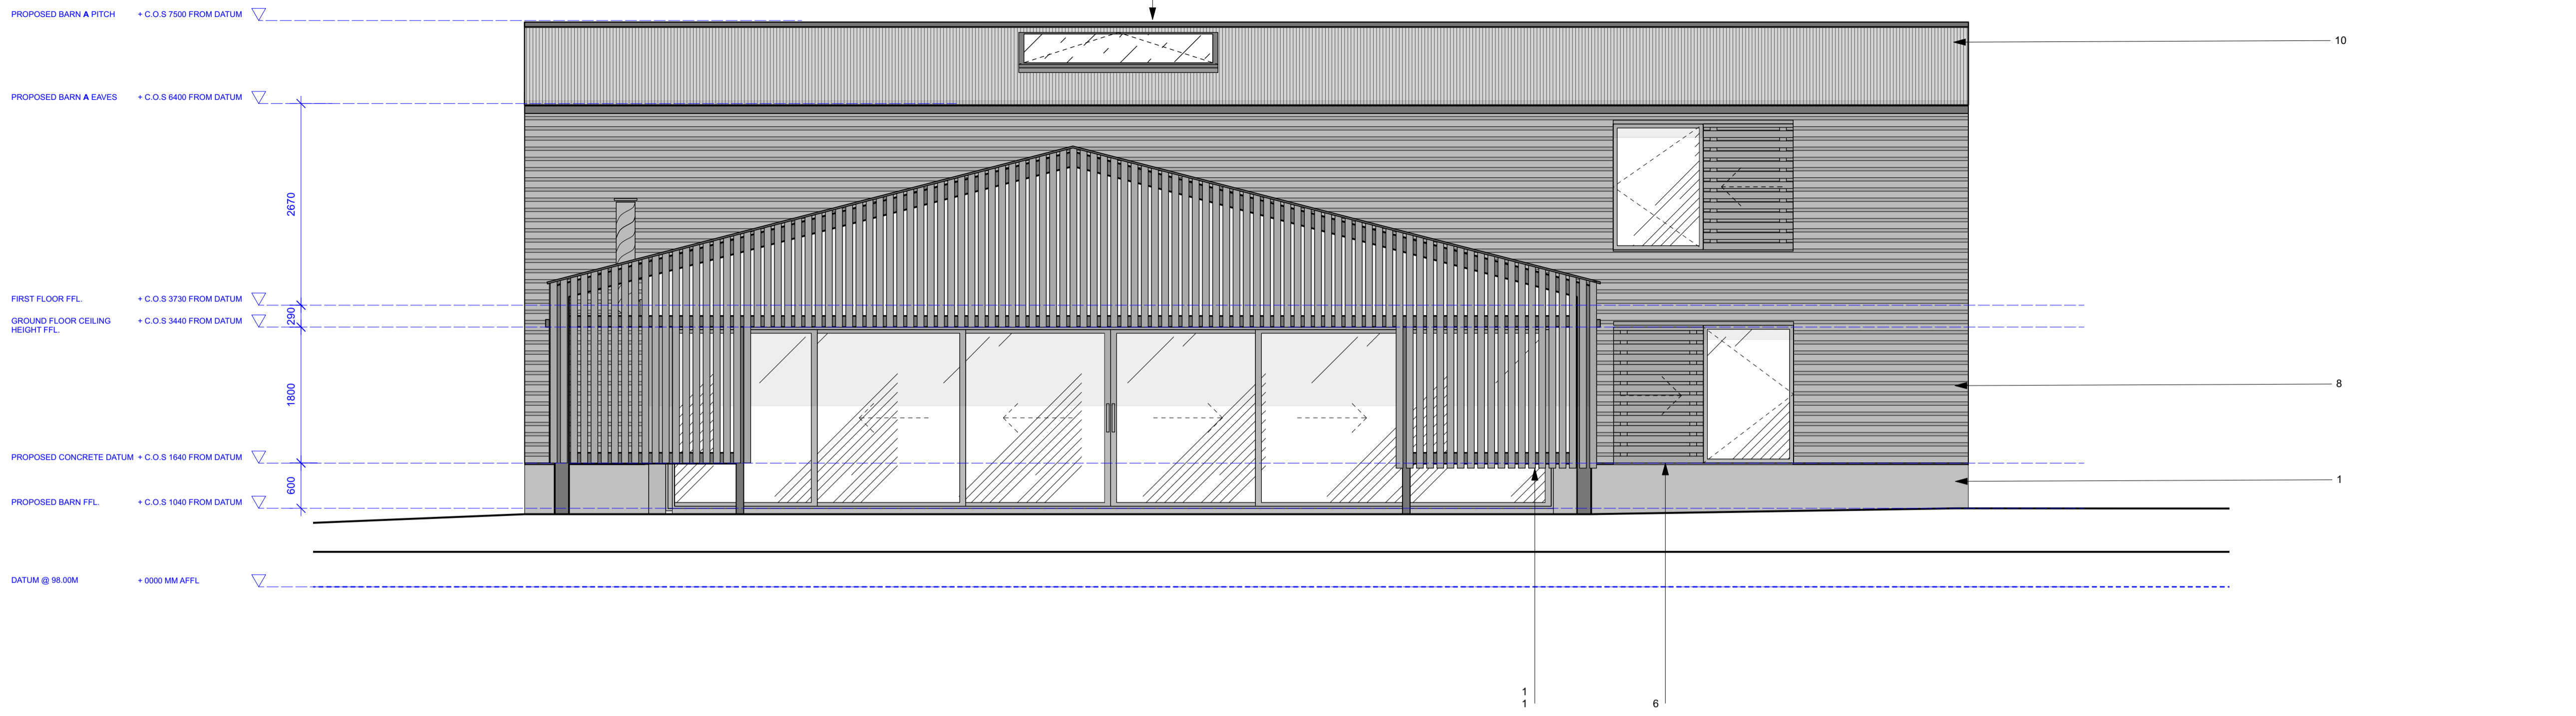 PROPOSED BARN A PITCH + C.O.S 7500 FROM DATUM
10
PROPOSED BARN A EAVES + C.O.S 6400 FROM DATUM
2670
FIRST FLOOR FFL. + C.O.S 3730 FROM DATUM
290
GROUND FLOOR CEILING + C.O.S 3440 FROM DATUM
HEIGHT FFL.
8
1800
PROPOSED CONCRETE DATUM + C.O.S 1640 FROM DATUM
1
600
PROPOSED BARN FFL. + C.O.S 1040 FROM DATUM
DATUM @ 98.00M + 0000 MM AFFL
1
1
6